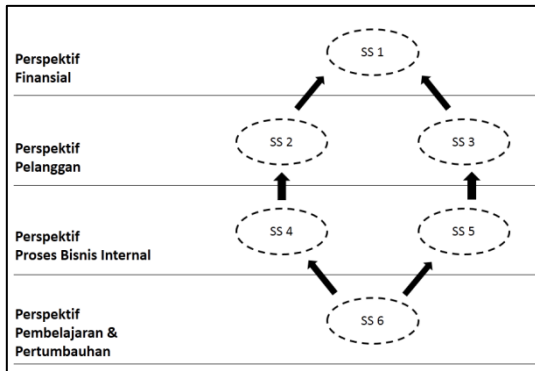 Perspektif
Finansial
SS 1
Perspektif
Pelanggan
SS 2
SS 3
Perspektif
Proses Bisnis Internal
SS 4
SS 5
Perspektif
Pembelajaran &
Pertumbauhan
SS 6